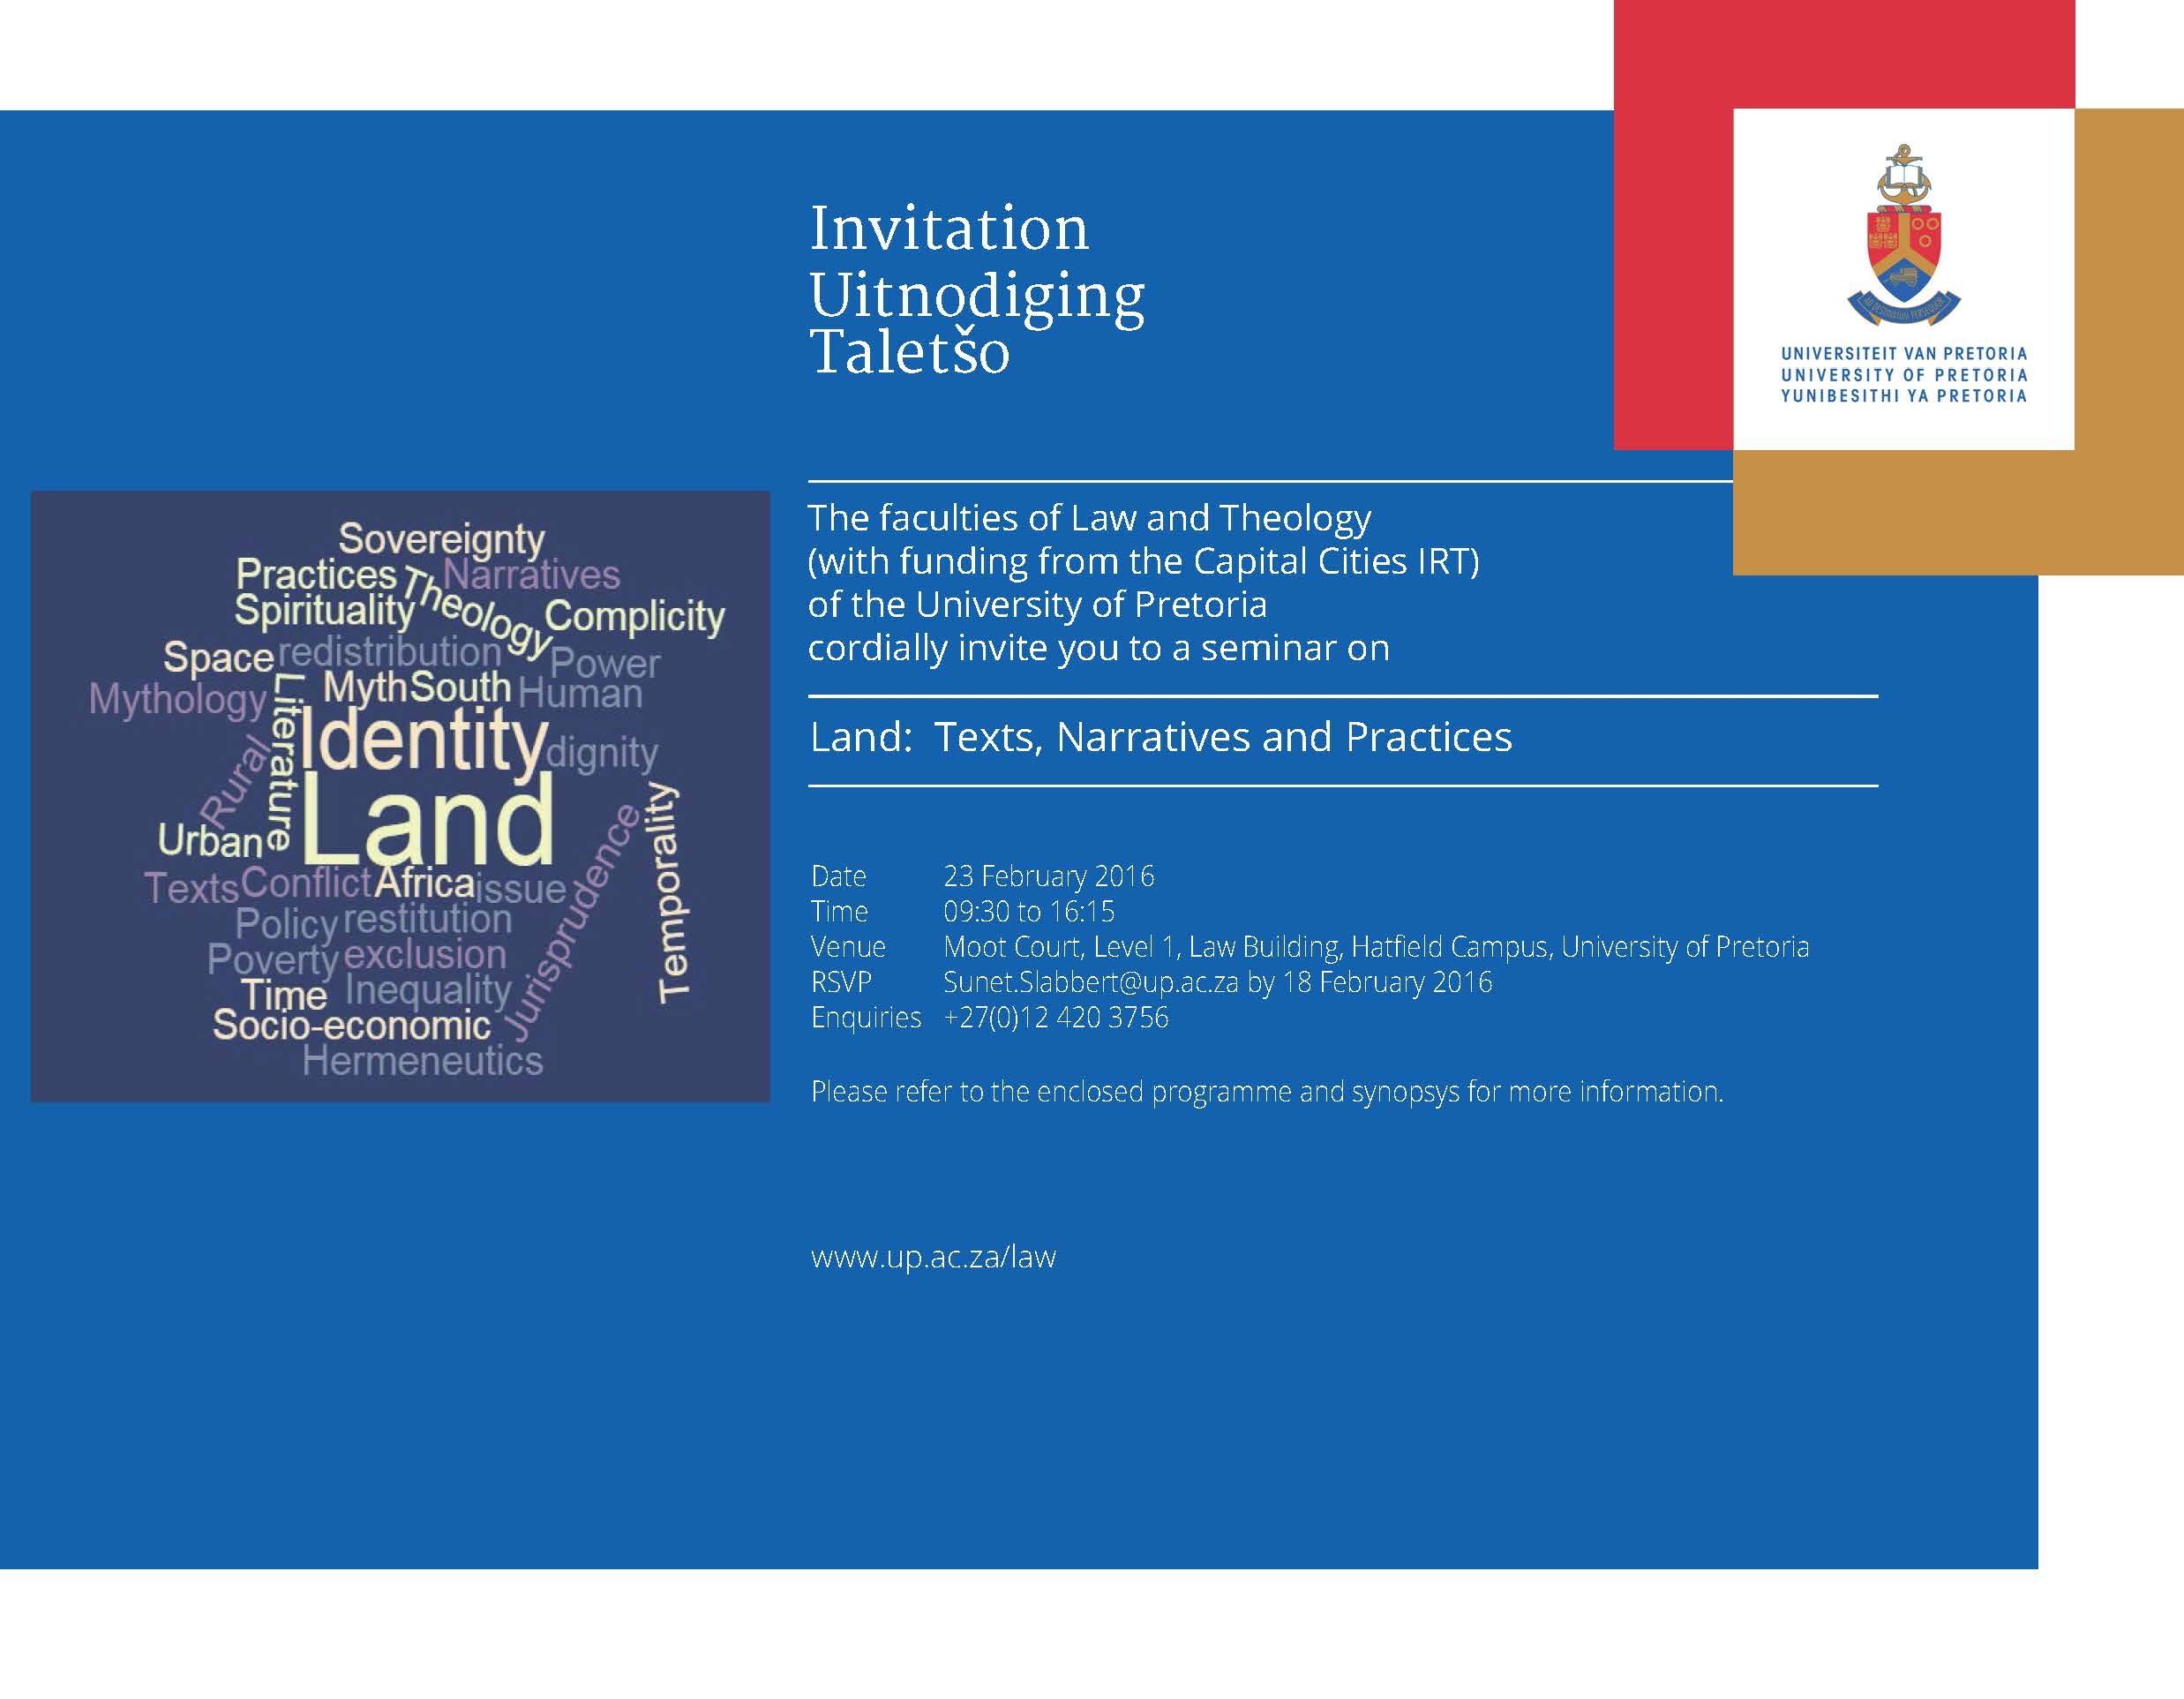 Invitation
Uitnodiging
Taletšo
UNIVERSITEIT VAN PRETORIA
UNIVERSITY OF PRETORIA
YUNIBESITHI YA PRETORIA
The faculties of Law and Theology
(with funding from the Capital Cities IRT)
of the University of Pretoria
cordially invite you to a seminar on
Land: Texts, Narratives and Practices
Sovereignty
Practices Theology Narratives
Spirituality Complicity
Space redistribution Power
Mythology Literature Myth South Human
Identity dignity
Rural
Land
Urban
Temporality
Texts Conflict Africa issue Jurisprudence
Policy restitution
Poverty exclusion
Time Inequality
Socio-economic
Hermeneutics
Date 23 February 2016
Time 09:30 to 16:15
Venue Moot Court, Level 1, Law Building, Hatfield Campus, University of Pretoria
RSVP Sunet.Slabbert@up.ac.za by 18 February 2016
Enquiries +27(0)12 420 3756
Please refer to the enclosed programme and synopsys for more information.
www.up.ac.za/law